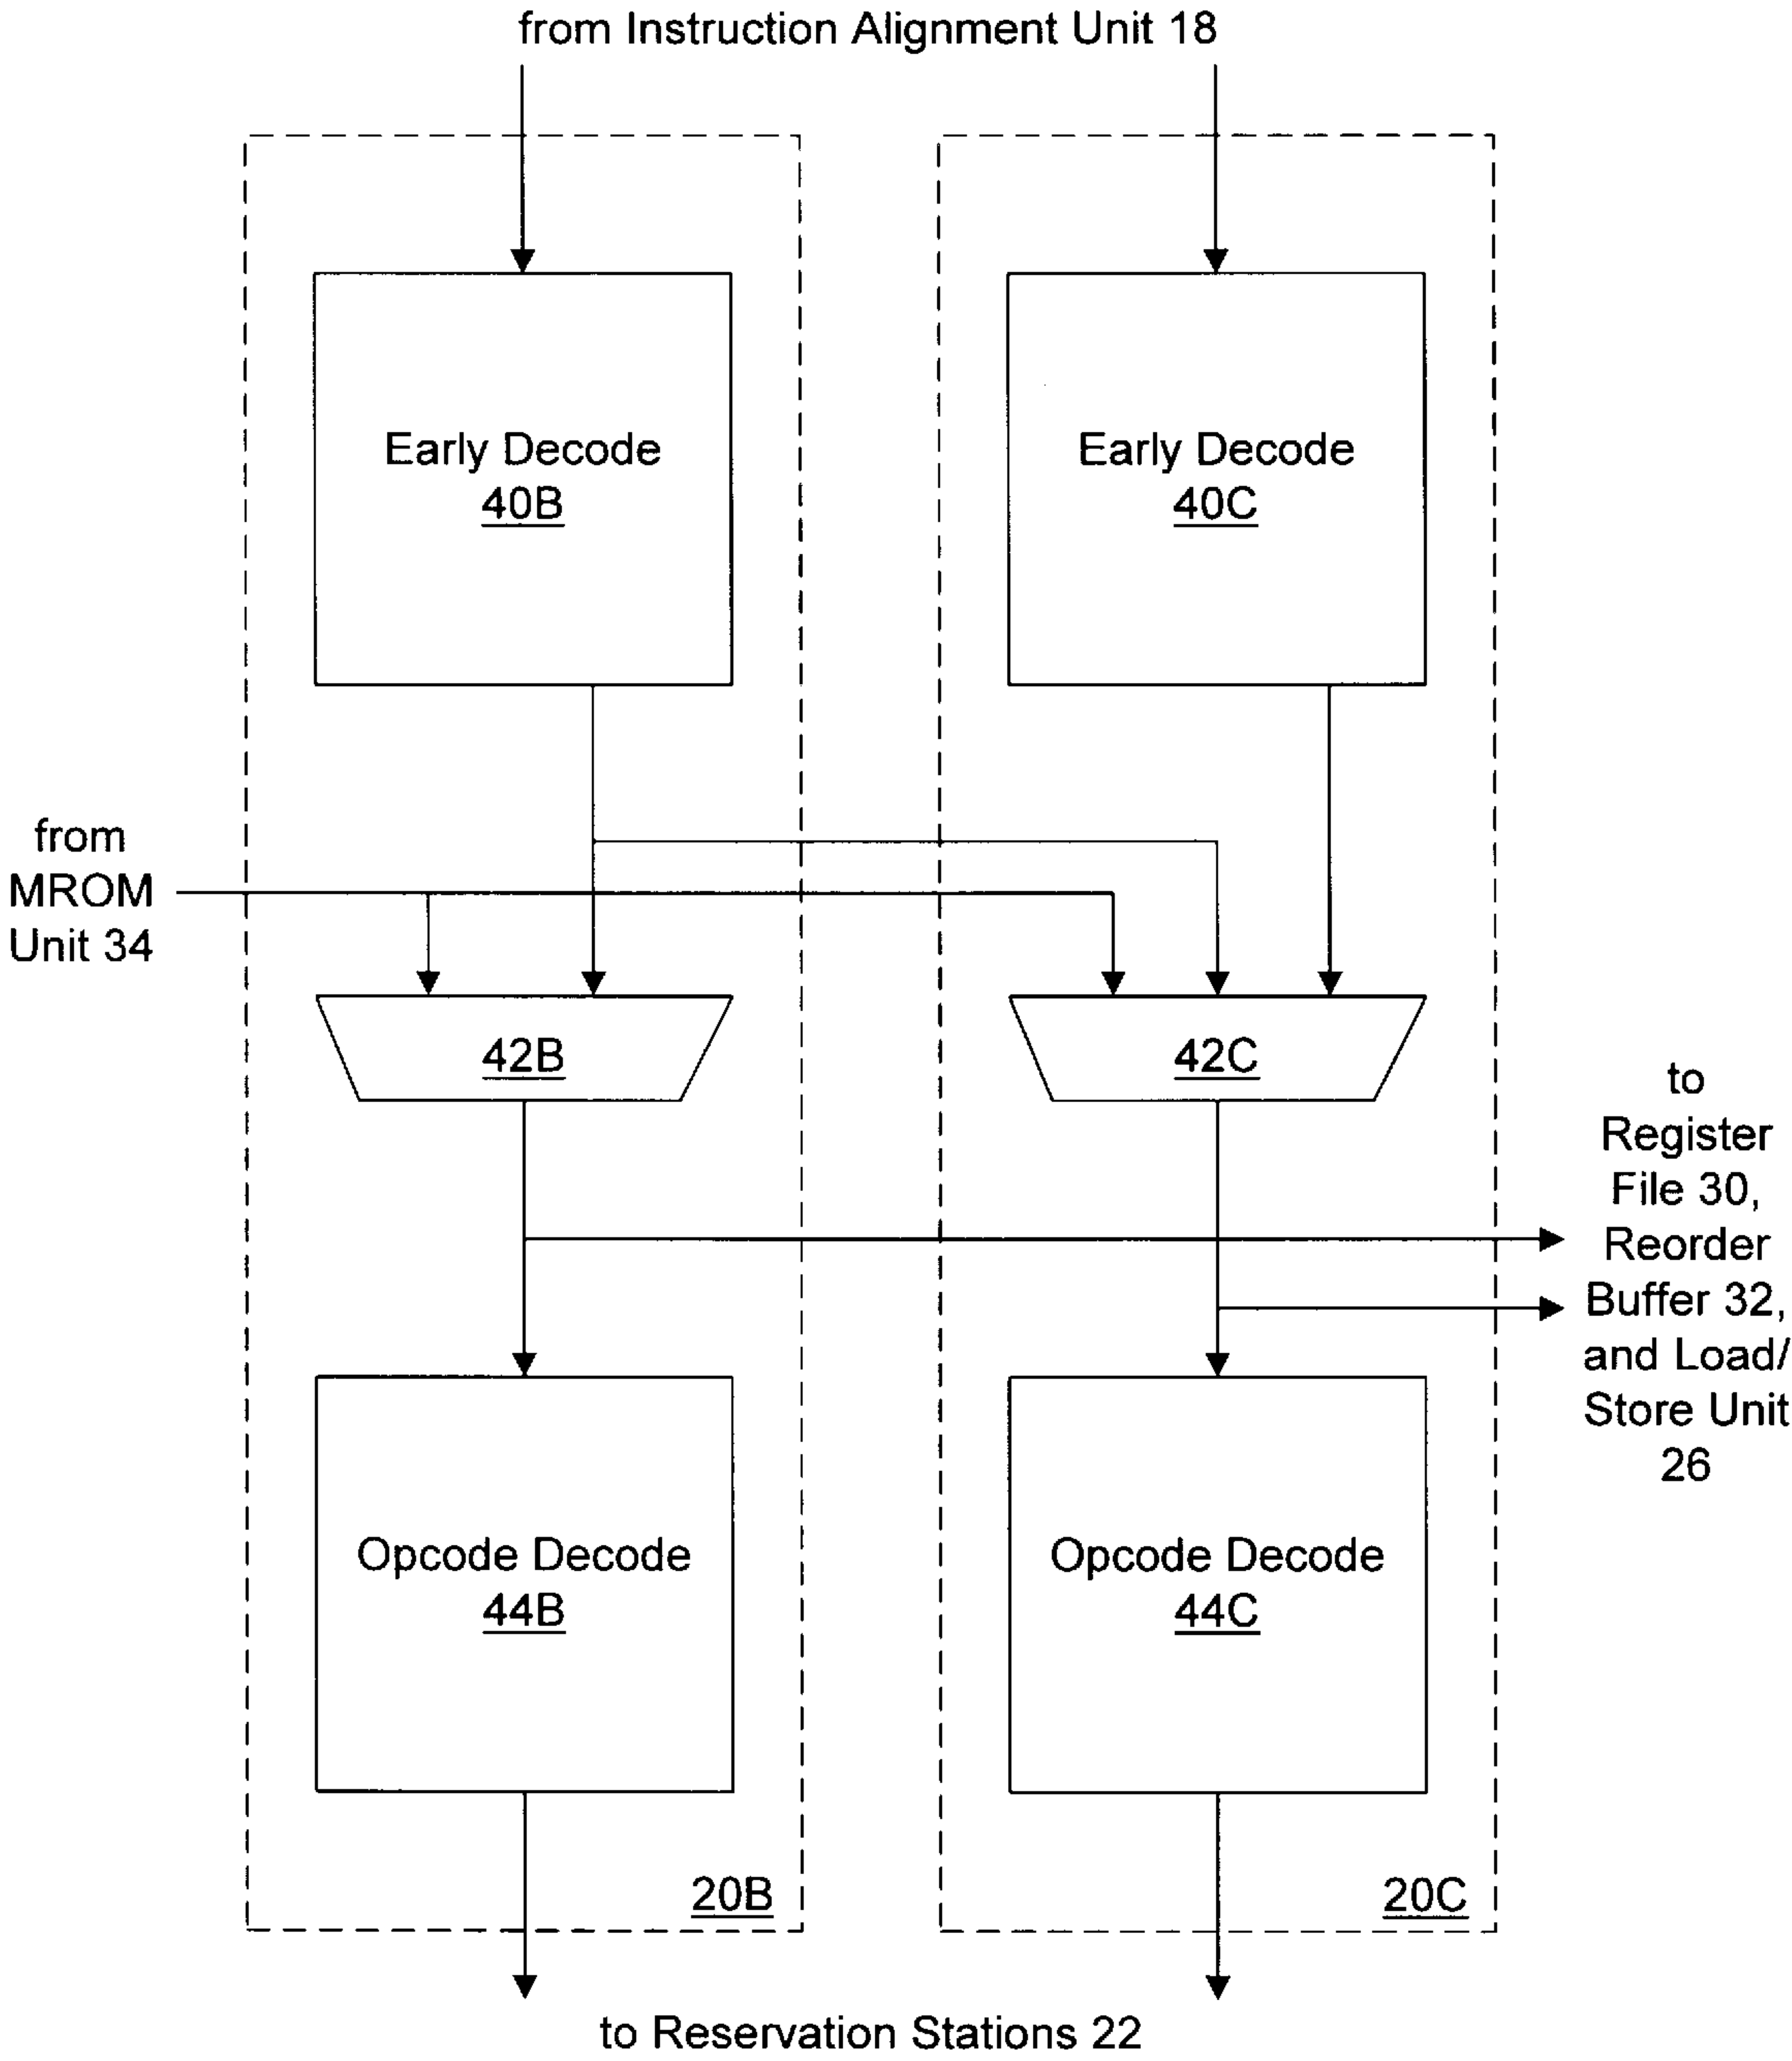 from Instruction Alignment Unit 18
Early Decode
40B
Early Decode
40C
from
MROM
Unit 34
42B
42C
to
Register
File 30,
Reorder
Buffer 32,
and Load/
Store Unit
26
Opcode Decode
44B
Opcode Decode
44C
20B
20C
to Reservation Stations 22